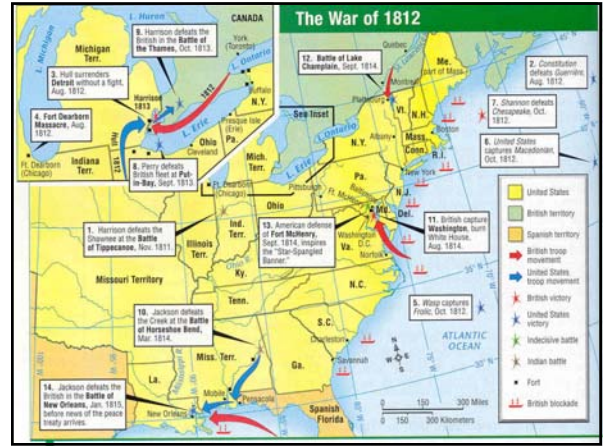 The War of 1812
L. Michigan
L. Huron
CANADA
York
(Toronto)
L. Ontario
Michigan
Terr.
9. Harrison defeats the
British in the Battle of
the Thames, Oct. 1813.
3. Hull surrenders
Detroit without a fight,
Aug. 1812.
Harrison
1813
1812
Buffalo
N.Y.
4. Fort Dearborn
Massacre, Aug.
1812.
Hull 1812
L. Erie
Presque Isle
(Erie)
Pa.
Ohio
Cleveland
Ft. Dearborn
(Chicago)
Indiana
Terr.
8. Perry defeats
British fleet at Put-
in-Bay, Sept. 1813.
12. Battle of Lake
Champlain, Sept. 1814.
Quebec
Montreal
Plattsburg
Me.
(part of Mass.)
Vt.
N.H.
See Inset
L. Ontario
L. Erie
Albany
Boston
Mass.
Conn.
R.I.
N.Y.
New York
Pa.
N.J.
Mich.
Terr.
Ft. Dearborn
(Chicago)
Pittsburgh
Ft. McHenry
Baltimore
Md.
Del.
Ohio
2. Constitution
defeats Guerrière,
Aug. 1812.
7. Shannon defeats
Chesapeake, Oct.
1813.
6. United States
captures Macedonian,
Oct. 1812.
1. Harrison defeats the
Shawnee at the Battle
of Tippecanoe, Nov. 1811.
Ind.
Terr.
Illinois
Terr.
13. American defense
of Fort McHenry,
Sept. 1814, inspires
the "Star-Spangled
Banner."
Washington
D.C.
Va.
Norfolk
11. British capture
Washington, burn
White House,
Aug. 1814.
Ohio R.
Ky.
Missouri Territory
Tenn.
N.C.
5. Wasp captures
Frolic, Oct. 1812.
10. Jackson defeats
the Creek at the Battle
of Horseshoe Bend,
Mar. 1814.
S.C.
Charleston
Savannah
ATLANTIC
OCEAN
Mississippi R.
Miss. Terr.
Ga.
La.
Mobile
Pensacola
14. Jackson defeats the
British in the Battle of
New Orleans, Jan. 1815,
before news of the peace
treaty arrives.
New Orleans
Spanish
Florida
N
W
E
S
0 150 300 Miles
0 150 200 Kilometers
United States
British territory
Spanish territory
British troop
movement
United States
troop movement
British victory
United States
victory
Indecisive battle
Indian battle
Fort
British blockade